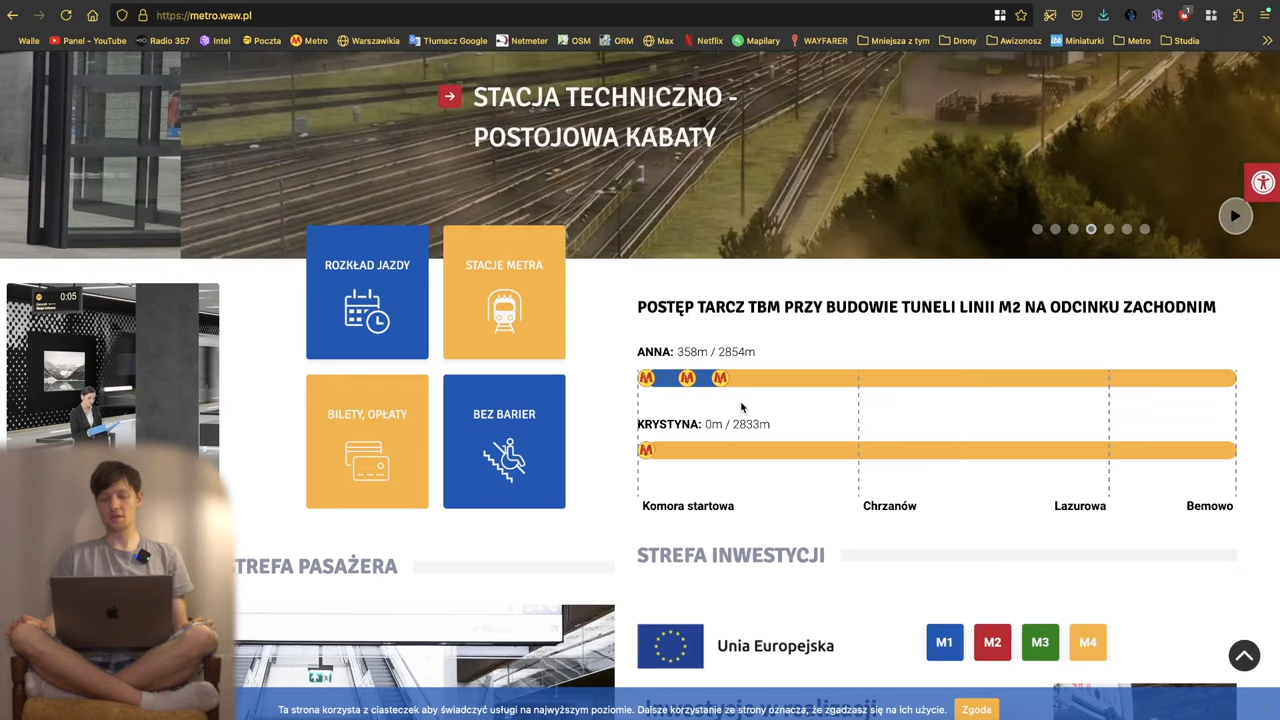 https://metro.waw.pl
1
Walle
Panel - YouTube
Radio 357
Intel
Poczta
Metro
Warszawikia
Tłumacz Google
Netmeter
OSM
ORM
Max
Netflix
Mapilary
WAYFARER
Mniejsza z tym
Drony
Awizonosz
Miniaturki
Metro
Studia
STACJA TECHNICZNO -
POSTOJOWA KABATY
ROZKŁAD JAZDY
STACJE METRA
BILETY, OPŁATY
BEZ BARIER
0:05
POSTĘP TARCZ TBM PRZY BUDOWIE TUNELI LINII M2 NA ODCINKU ZACHODNIM
ANNA: 358m / 2854m
M M M
KRYSTYNA: 0m / 2833m
M
Komora startowa Chrzanów Lazurowa Bemowo
TREFA PASAŻERA
STREFA INWESTYCJI
Unia Europejska
M1 M2 M3 M4
Inwestycje w realizacji
Ta strona korzysta z ciasteczek aby świadczyć usługi na najwyższym poziomie. Dalsze korzystanie ze strony oznacza, że zgadzasz się na ich użycie.
Zgoda